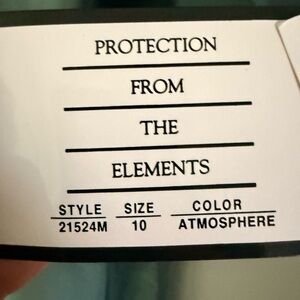 PROTECTION
FROM
THE
ELEMENTS
STYLE SIZE COLOR
21524M 10 ATMOSPHERE